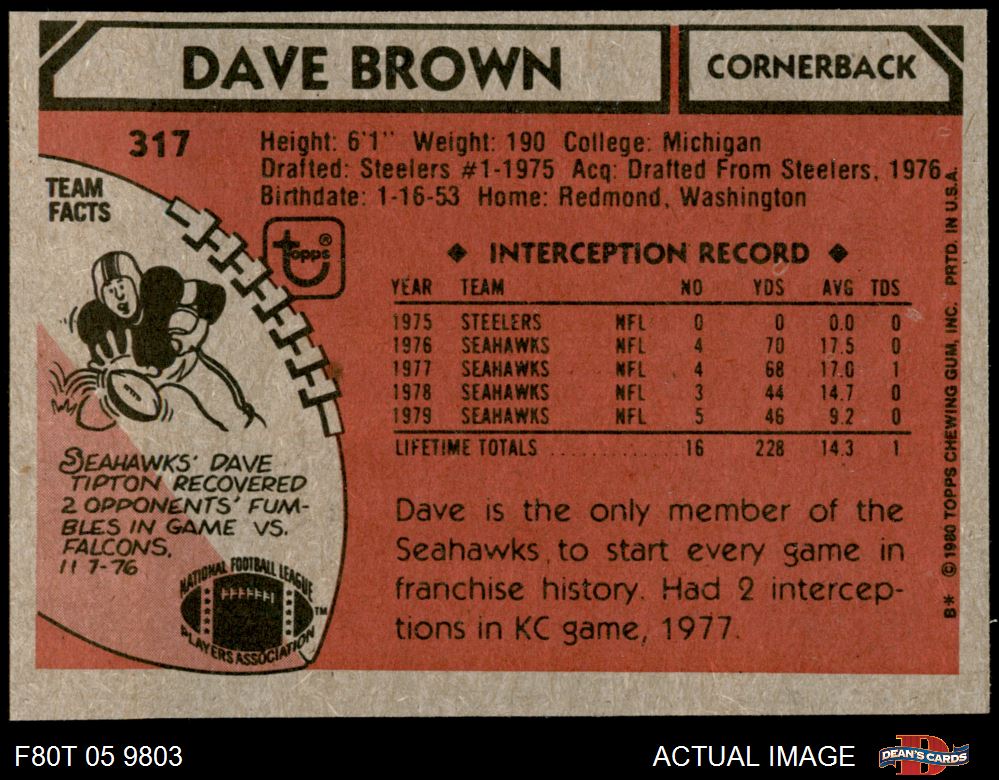 DAVE BROWN
CORNERBACK
317
Height: 6'1" Weight: 190 College: Michigan
Drafted: Steelers #1-1975 Acq: Drafted From Steelers, 1976
Birthdate: 1-16-53 Home: Redmond, Washington
TEAM
FACTS
topps®
◆ INTERCEPTION RECORD ◆
YEAR TEAM NO YDS AVG TDS
1975 STEELERS NFL 0 0 0.0 0
1976 SEAHAWKS NFL 4 70 17.5 0
1977 SEAHAWKS NFL 4 68 17.0 1
1978 SEAHAWKS NFL 3 44 14.7 0
1979 SEAHAWKS NFL 5 46 9.2 0
LIFETIME TOTALS .......... 16 228 14.3 1
SEAHAWKS' DAVE
TIPTON RECOVERED
2 OPPONENTS' FUM-
BLES IN GAME VS.
FALCONS,
11 7-76
NATIONAL FOOTBALL LEAGUE
PLAYERS ASSOCIATION
TM
Dave is the only member of the
Seahawks to start every game in
franchise history. Had 2 intercep-
tions in KC game, 1977.
B* © 1980 TOPPS CHEWING GUM, INC. PRTD. IN U.S.A.
F80T 05 9803
ACTUAL IMAGE
DEAN'S CARDS